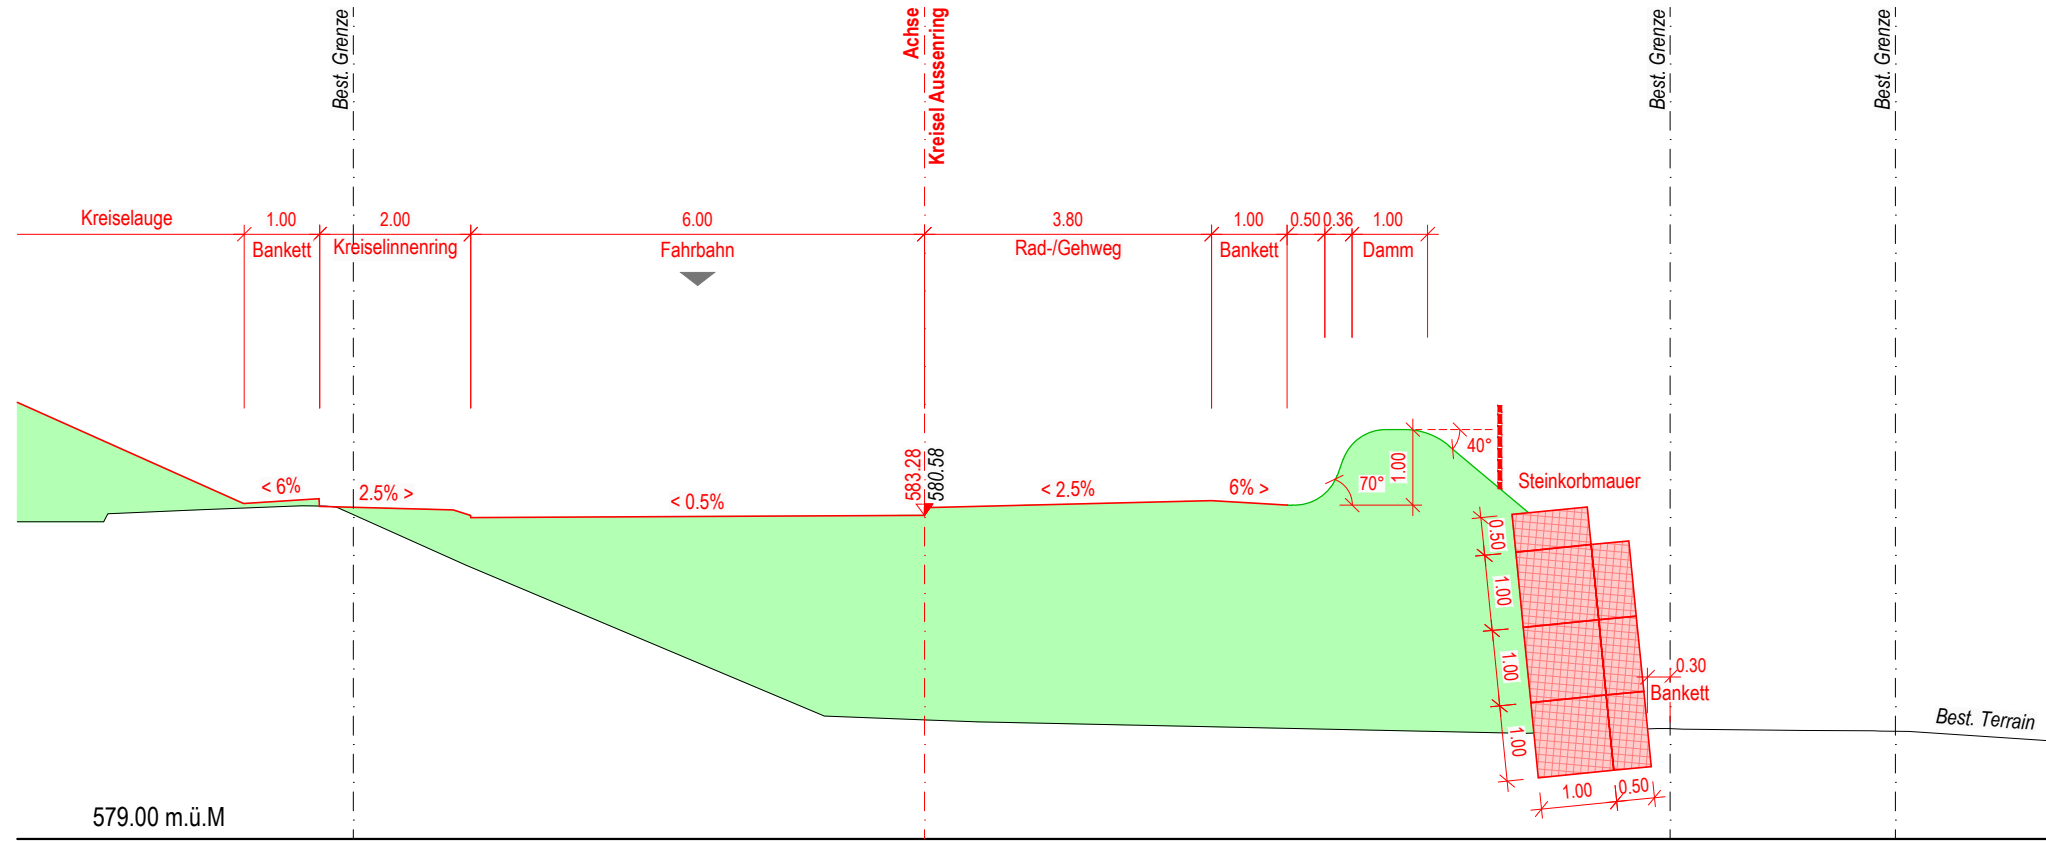 Best. Grenze
Achse
Kreisel Aussenring
Best. Grenze
Best. Grenze
Kreiselauge
1.00
2.00
6.00
3.80
1.00
0.50
0.36
1.00
Bankett
Kreiselinnenring
Fahrbahn
Rad-/Gehweg
Bankett
Damm
< 6%
2.5% >
< 0.5%
583.28
580.58
< 2.5%
6% >
70°
1.00
40°
Steinkorbmauer
0.50
1.00
1.00
1.00
0.30
Bankett
Best. Terrain
1.00
0.50
579.00 m.ü.M